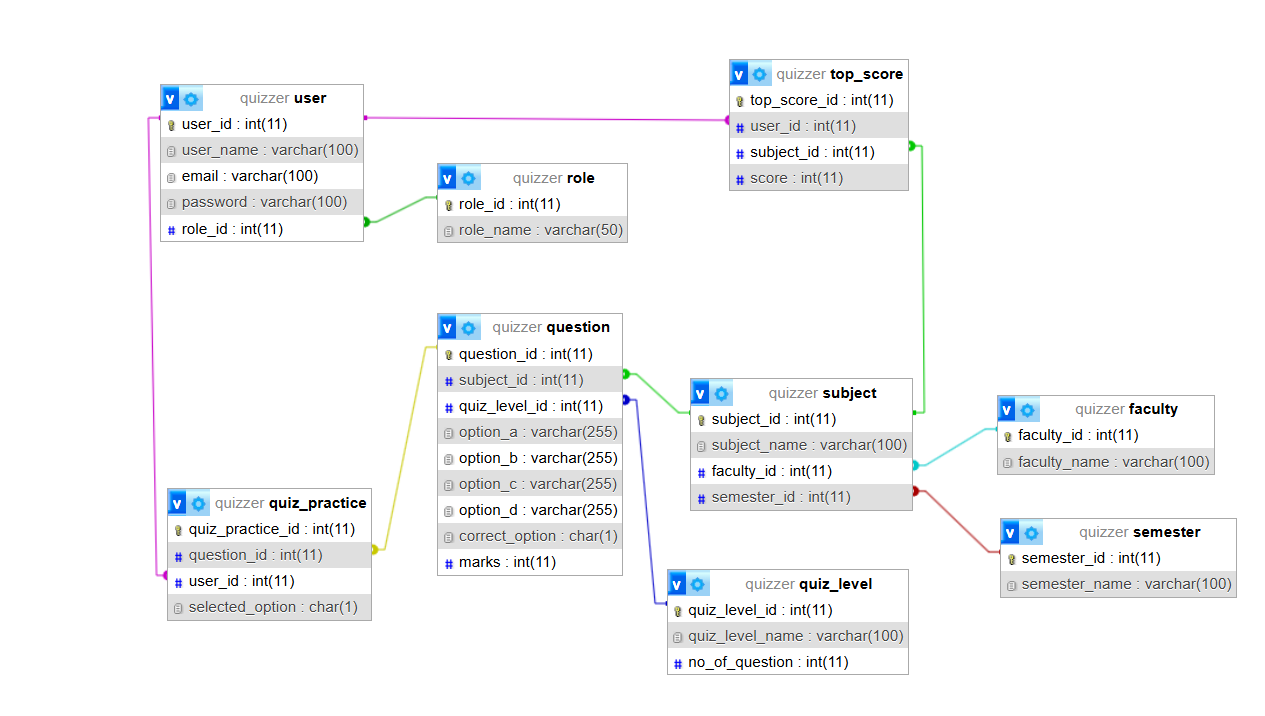 v quizzer user
user_id : int(11)
user_name : varchar(100)
email : varchar(100)
password : varchar(100)
# role_id : int(11)
v quizzer role
role_id : int(11)
role_name : varchar(50)
v quizzer top_score
top_score_id : int(11)
# user_id : int(11)
# subject_id : int(11)
# score : int(11)
v quizzer question
question_id : int(11)
# subject_id : int(11)
# quiz_level_id : int(11)
option_a : varchar(255)
option_b : varchar(255)
option_c : varchar(255)
option_d : varchar(255)
correct_option : char(1)
# marks : int(11)
v quizzer subject
subject_id : int(11)
subject_name : varchar(100)
# faculty_id : int(11)
# semester_id : int(11)
v quizzer faculty
faculty_id : int(11)
faculty_name : varchar(100)
v quizzer quiz_practice
quiz_practice_id : int(11)
# question_id : int(11)
# user_id : int(11)
selected_option : char(1)
v quizzer quiz_level
quiz_level_id : int(11)
quiz_level_name : varchar(100)
# no_of_question : int(11)
v quizzer semester
semester_id : int(11)
semester_name : varchar(100)